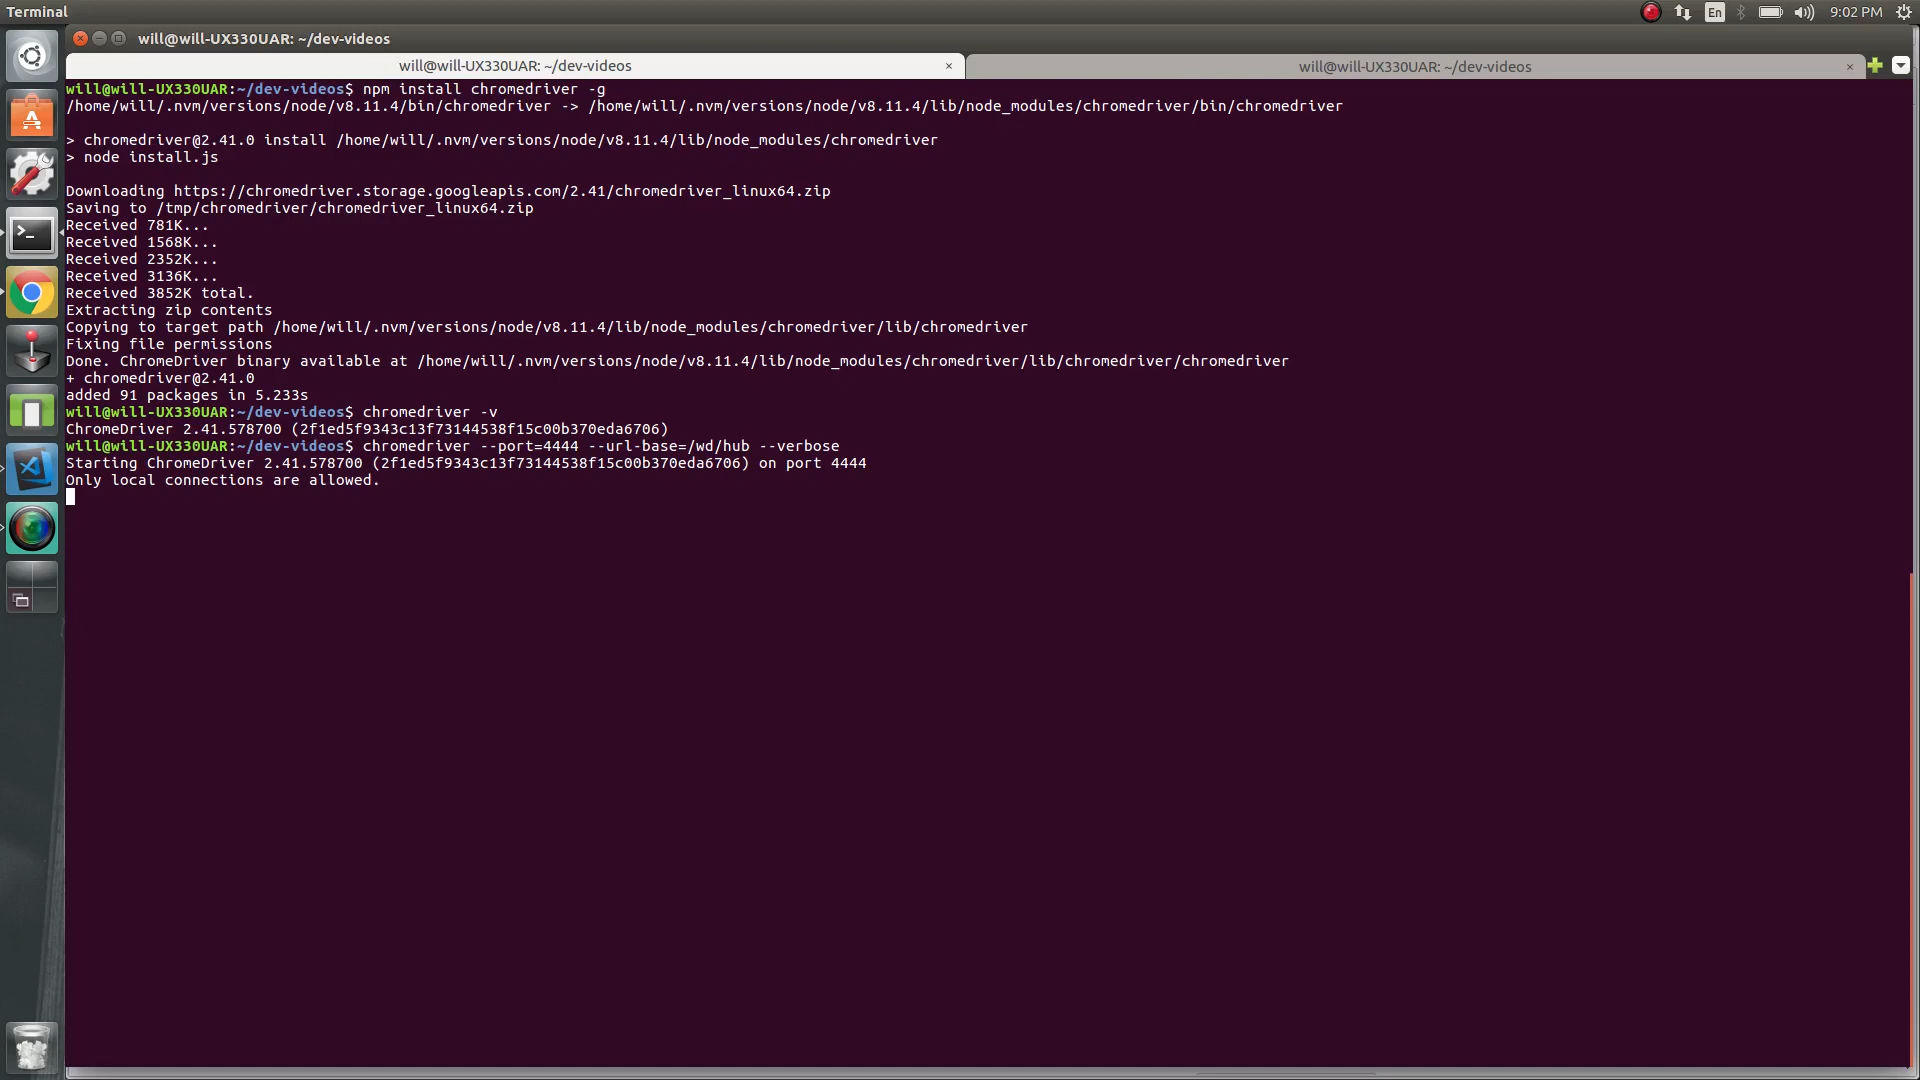 Terminal
En
9:02 PM
will@will-UX330UAR: ~/dev-videos
will@will-UX330UAR: ~/dev-videos
will@will-UX330UAR: ~/dev-videos
will@will-UX330UAR:~/dev-videos$ npm install chromedriver -g
/home/will/.nvm/versions/node/v8.11.4/bin/chromedriver -> /home/will/.nvm/versions/node/v8.11.4/lib/node_modules/chromedriver/bin/chromedriver
> chromedriver@2.41.0 install /home/will/.nvm/versions/node/v8.11.4/lib/node_modules/chromedriver
> node install.js
Downloading https://chromedriver.storage.googleapis.com/2.41/chromedriver_linux64.zip
Saving to /tmp/chromedriver/chromedriver_linux64.zip
Received 781K...
Received 1568K...
Received 2352K...
Received 3136K...
Received 3852K total.
Extracting zip contents
Copying to target path /home/will/.nvm/versions/node/v8.11.4/lib/node_modules/chromedriver/lib/chromedriver
Fixing file permissions
Done. ChromeDriver binary available at /home/will/.nvm/versions/node/v8.11.4/lib/node_modules/chromedriver/lib/chromedriver/chromedriver
+ chromedriver@2.41.0
added 91 packages in 5.233s
will@will-UX330UAR:~/dev-videos$ chromedriver -v
ChromeDriver 2.41.578700 (2f1ed5f9343c13f73144538f15c00b370eda6706)
will@will-UX330UAR:~/dev-videos$ chromedriver --port=4444 --url-base=/wd/hub --verbose
Starting ChromeDriver 2.41.578700 (2f1ed5f9343c13f73144538f15c00b370eda6706) on port 4444
Only local connections are allowed.